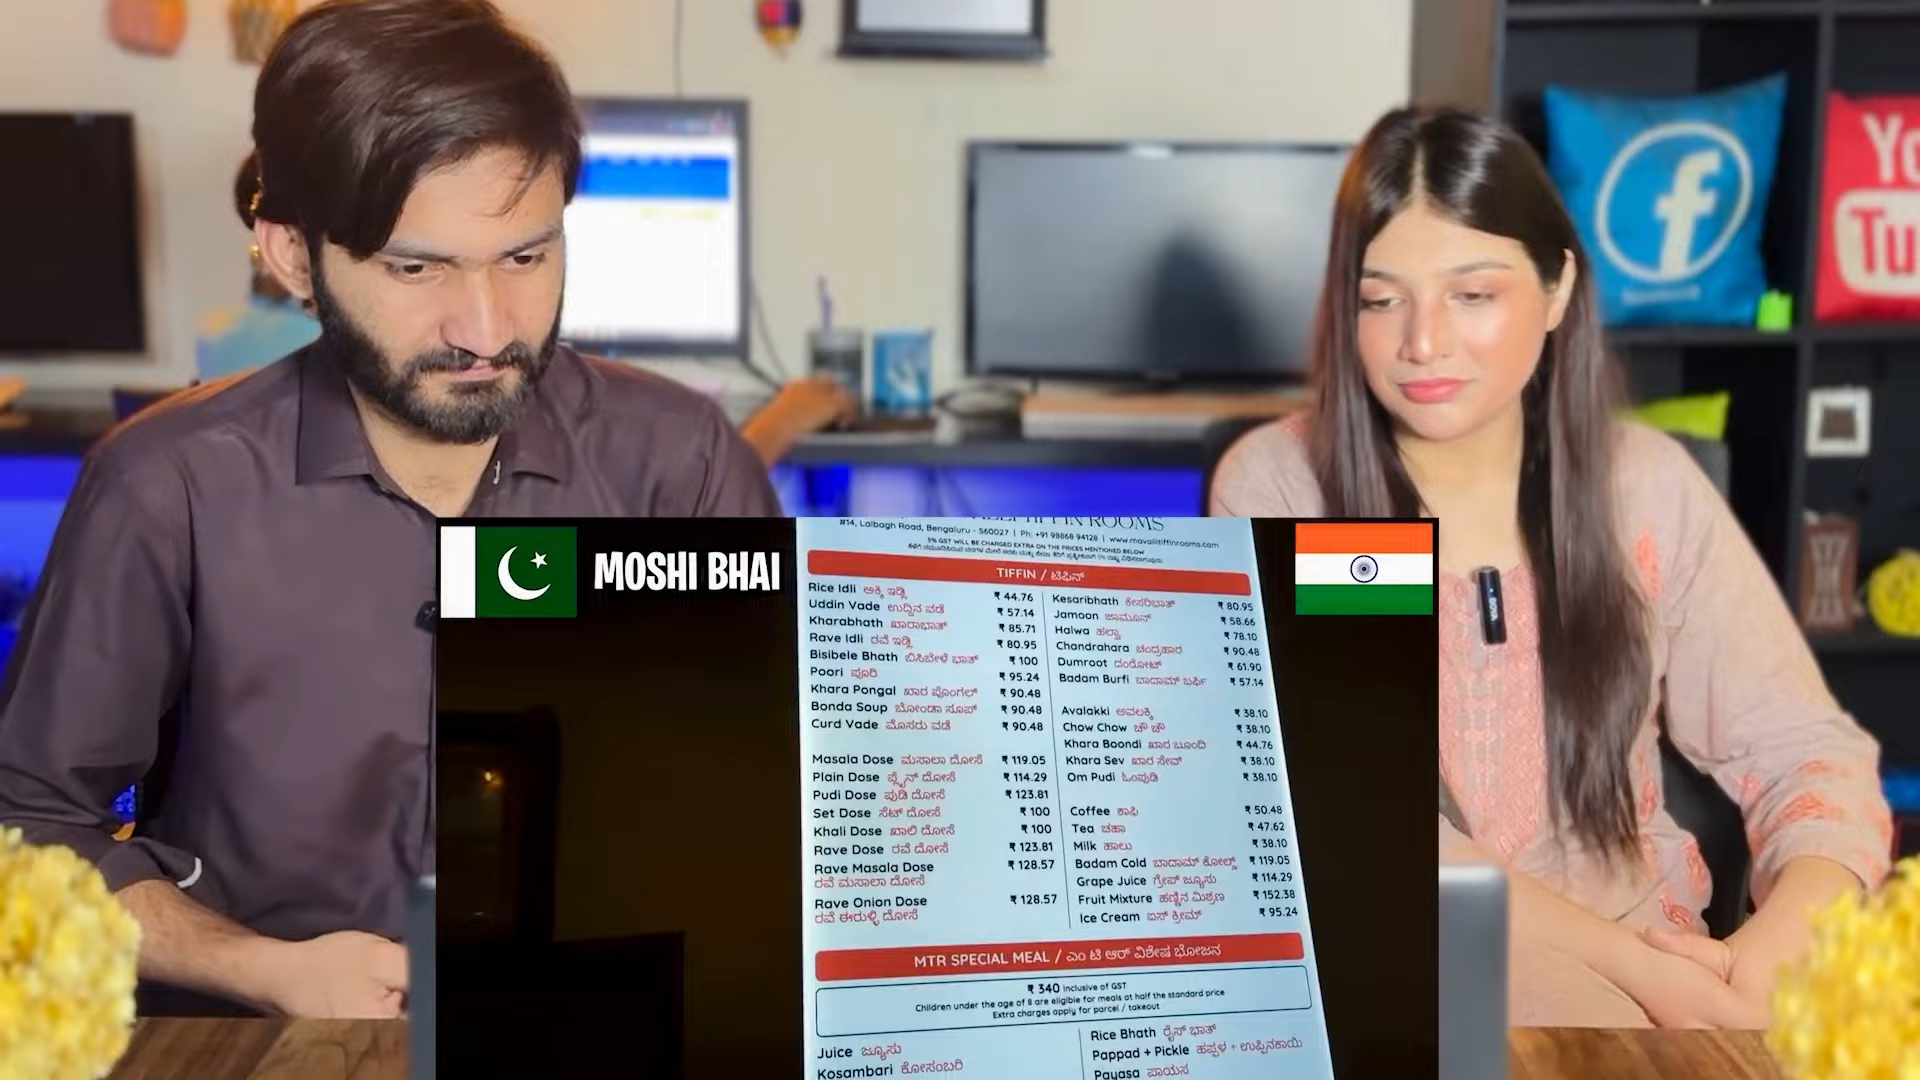 Yo
Tu
f
MOSHI BHAI
TIFFIN ROOMS
#14, Lalbagh Road, Bengaluru - 560027 | Ph: +91 98868 94128 | www.mavallitiffinrooms.com
5% GST WILL BE CHARGED EXTRA ON THE PRICES MENTIONED BELOW
TIFFIN / ಟಿಫಿನ್
Rice Idli ಅಕ್ಕಿ ಇಡ್ಲಿ ₹ 44.76
Uddin Vade ಉದ್ದಿನ ವಡೆ ₹ 57.14
Kharabhath ಖಾರಾಭಾತ್ ₹ 85.71
Rave Idli ರವೆ ಇಡ್ಲಿ ₹ 80.95
Bisibele Bhath ಬಿಸಿಬೇಳೆ ಭಾತ್ ₹ 100
Poori ಪೂರಿ ₹ 95.24
Khara Pongal ಖಾರ ಪೊಂಗಲ್ ₹ 90.48
Bonda Soup ಬೋಂಡಾ ಸೂಪ್ ₹ 90.48
Curd Vade ಮೊಸರು ವಡೆ ₹ 90.48
Masala Dose ಮಸಾಲಾ ದೋಸೆ ₹ 119.05
Plain Dose ಪ್ಲೈನ್ ದೋಸೆ ₹ 114.29
Pudi Dose ಪುಡಿ ದೋಸೆ ₹ 123.81
Set Dose ಸೆಟ್ ದೋಸೆ ₹ 100
Khali Dose ಖಾಲಿ ದೋಸೆ ₹ 100
Rave Dose ರವೆ ದೋಸೆ ₹ 123.81
Rave Masala Dose ₹ 128.57
ರವೆ ಮಸಾಲಾ ದೋಸೆ
Rave Onion Dose ₹ 128.57
ರವೆ ಈರುಳ್ಳಿ ದೋಸೆ
Kesaribhath ಕೇಸರಿಭಾತ್ ₹ 80.95
Jamoon ಜಾಮೂನ್ ₹ 58.66
Halwa ಹಲ್ವಾ ₹ 78.10
Chandrahara ಚಂದ್ರಹಾರ ₹ 90.48
Dumroot ದಂರೋಟ್ ₹ 61.90
Badam Burfi ಬಾದಾಮ್ ಬರ್ಫಿ ₹ 57.14
Avalakki ಅವಲಕ್ಕಿ ₹ 38.10
Chow Chow ಚೌ ಚೌ ₹ 38.10
Khara Boondi ಖಾರ ಬೂಂದಿ ₹ 44.76
Khara Sev ಖಾರ ಸೇವ್ ₹ 38.10
Om Pudi ಓಂಪುಡಿ ₹ 38.10
Coffee ಕಾಫಿ ₹ 50.48
Tea ಚಹಾ ₹ 47.62
Milk ಹಾಲು ₹ 38.10
Badam Cold ಬಾದಾಮ್ ಕೋಲ್ಡ್ ₹ 119.05
Grape Juice ಗ್ರೇಪ್ ಜ್ಯೂಸು ₹ 114.29
Fruit Mixture ಹಣ್ಣಿನ ಮಿಶ್ರಣ ₹ 152.38
Ice Cream ಐಸ್ ಕ್ರೀಮ್ ₹ 95.24
MTR SPECIAL MEAL / ಎಂ ಟಿ ಆರ್ ವಿಶೇಷ ಭೋಜನ
₹ 340 inclusive of GST
Children under the age of 8 are eligible for meals at half the standard price
Extra charges apply for parcel / takeout
Juice ಜ್ಯೂಸು
Kosambari ಕೋಸಂಬರಿ
Rice Bhath ರೈಸ್ ಭಾತ್
Pappad + Pickle ಹಪ್ಪಳ + ಉಪ್ಪಿನಕಾಯಿ
Payasa ಪಾಯಸ